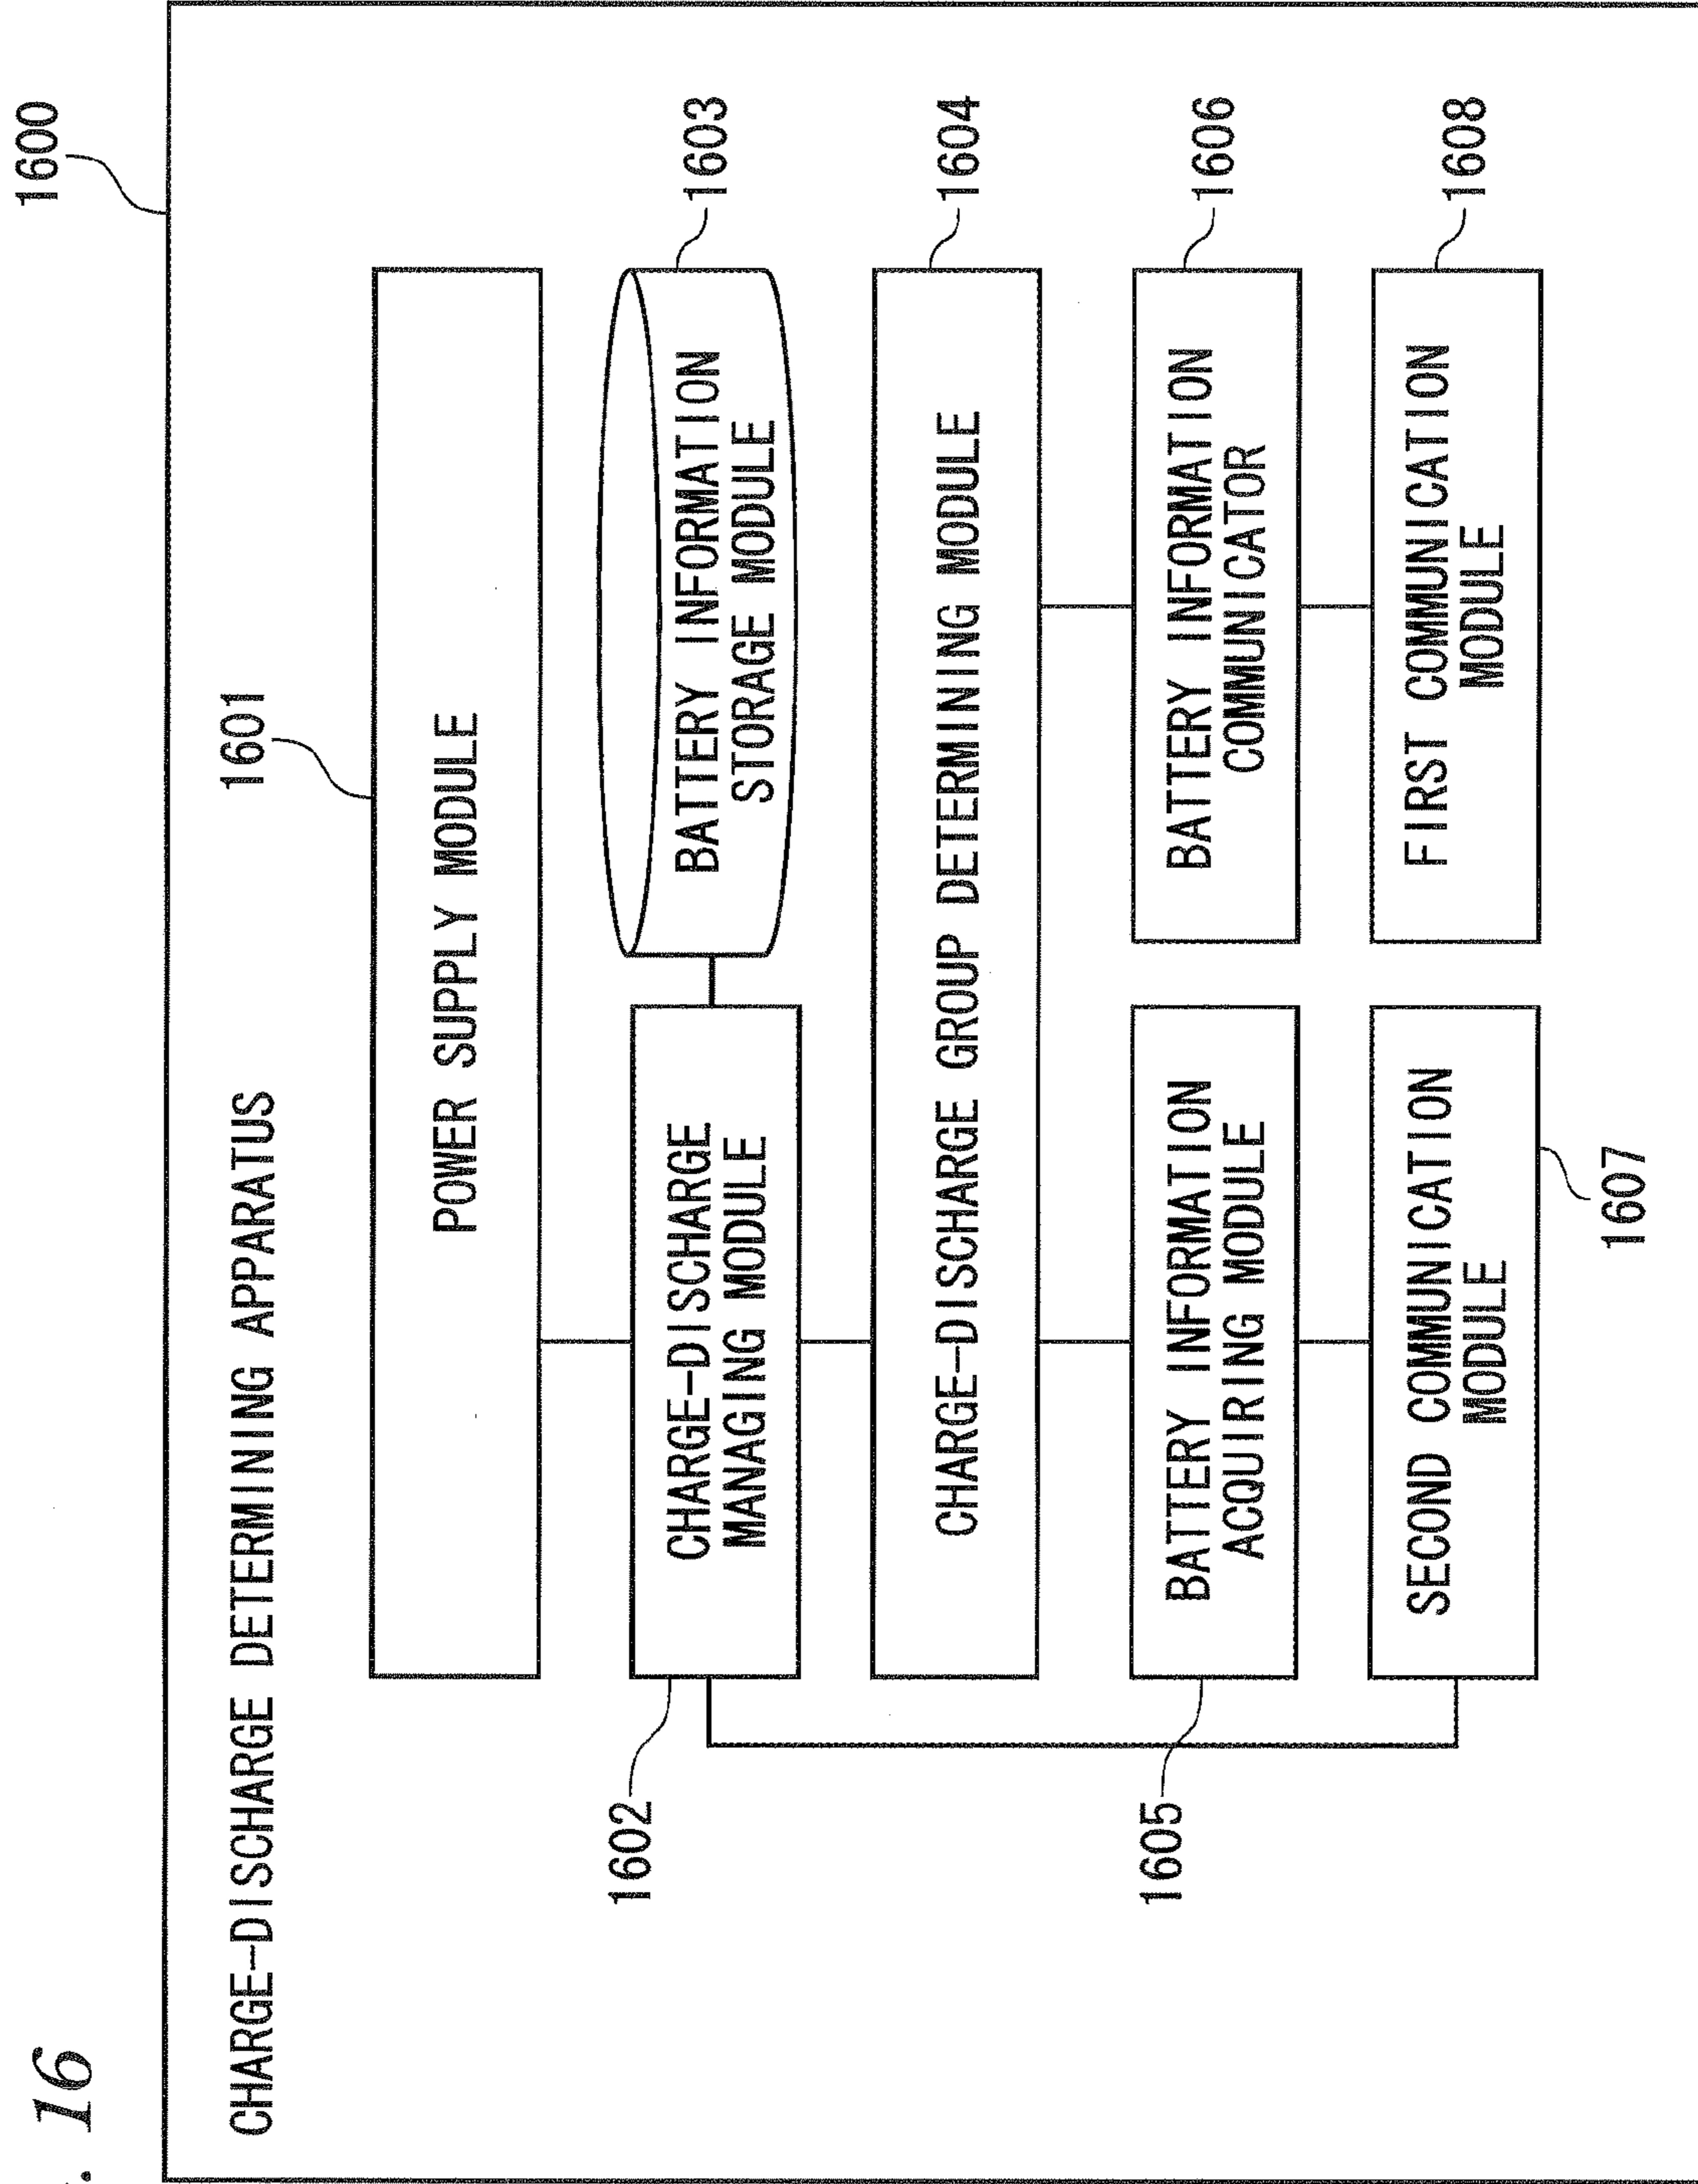 . 16
1600
CHARGE-DISCHARGE DETERMINING APPARATUS
1601
POWER SUPPLY MODULE
1602
CHARGE-DISCHARGE
MANAGING MODULE
BATTERY INFORMATION
STORAGE MODULE
1603
CHARGE-DISCHARGE GROUP DETERMINING MODULE
1604
1605
BATTERY INFORMATION
ACQUIRING MODULE
BATTERY INFORMATION
COMMUNICATOR
1606
SECOND COMMUNICATION
MODULE
1607
FIRST COMMUNICATION
MODULE
1608